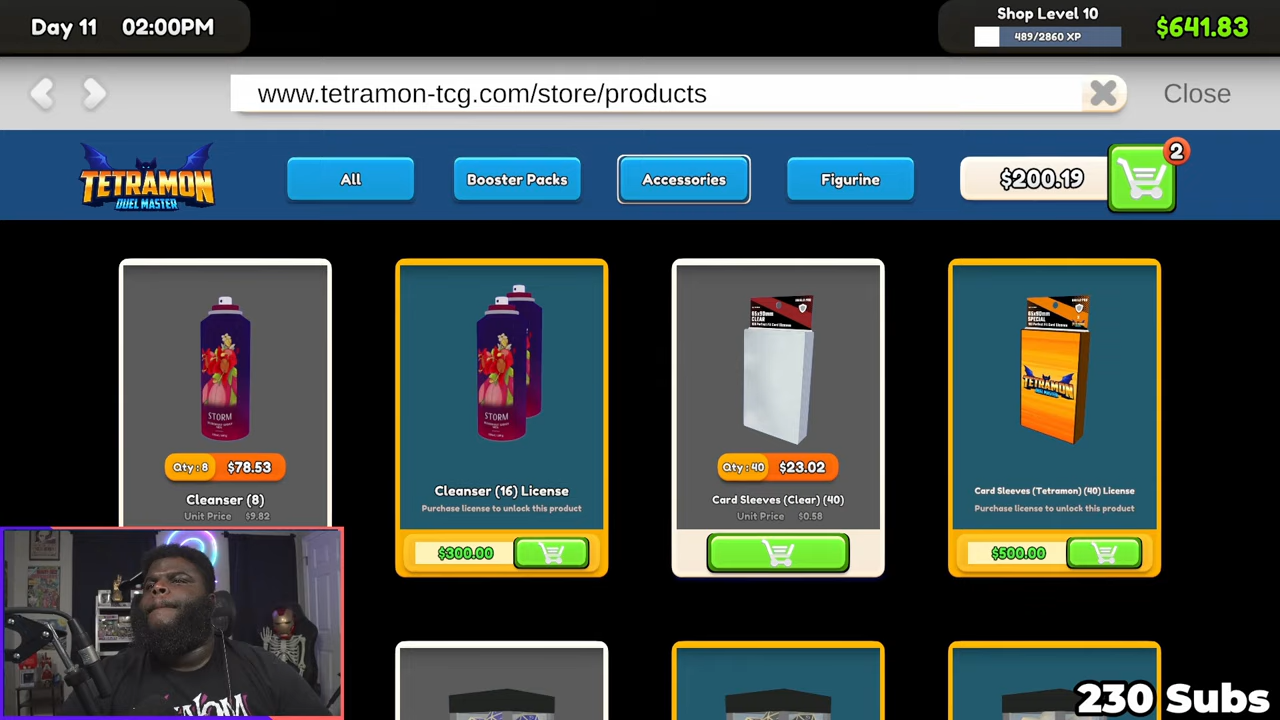 Day 11 02:00PM
Shop Level 10
489/2860 XP
$641.83
www.tetramon-tcg.com/store/products
Close
TETRAMON
DUEL MASTER
All
Booster Packs
Accessories
Figurine
$200.19
2
STORM
Qty : 8 $78.53
Cleanser (8)
Unit Price $9.82
STORM
Cleanser (16) License
Purchase license to unlock this product
$300.00
CLEAR
Qty : 40 $23.02
Card Sleeves (Clear) (40)
Unit Price $0.58
SPECIAL
TETRAMON
Card Sleeves (Tetramon) (40) License
Purchase license to unlock this product
$500.00
230 Subs